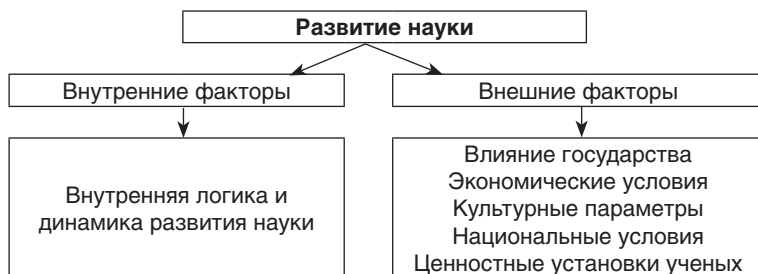 Развитие науки
Внутренние факторы
Внешние факторы
Внутренняя логика и
динамика развития науки
Влияние государства
Экономические условия
Культурные параметры
Национальные условия
Ценностные установки ученых